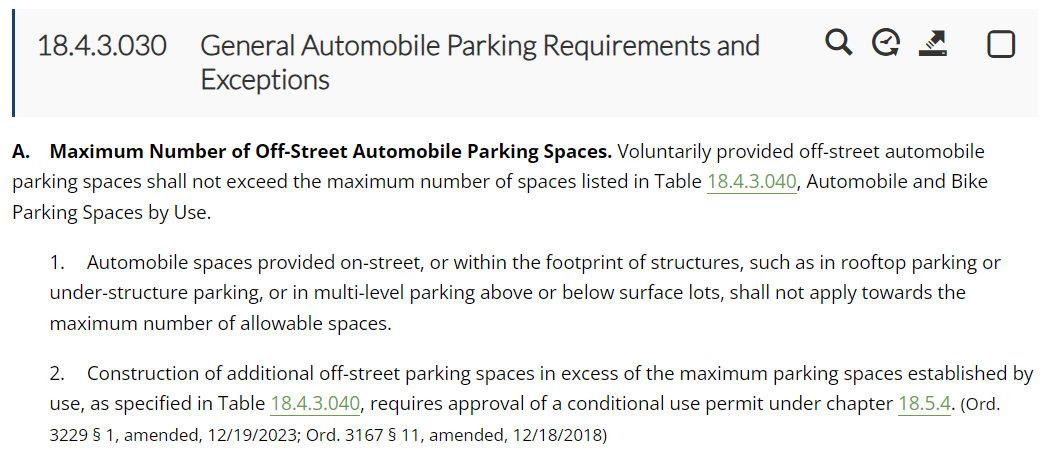 18.4.3.030 General Automobile Parking Requirements and
Exceptions
A. Maximum Number of Off-Street Automobile Parking Spaces. Voluntarily provided off-street automobile
parking spaces shall not exceed the maximum number of spaces listed in Table 18.4.3.040, Automobile and Bike
Parking Spaces by Use.
1. Automobile spaces provided on-street, or within the footprint of structures, such as in rooftop parking or
under-structure parking, or in multi-level parking above or below surface lots, shall not apply towards the
maximum number of allowable spaces.
2. Construction of additional off-street parking spaces in excess of the maximum parking spaces established by
use, as specified in Table 18.4.3.040, requires approval of a conditional use permit under chapter 18.5.4. (Ord.
3229 § 1, amended, 12/19/2023; Ord. 3167 § 11, amended, 12/18/2018)